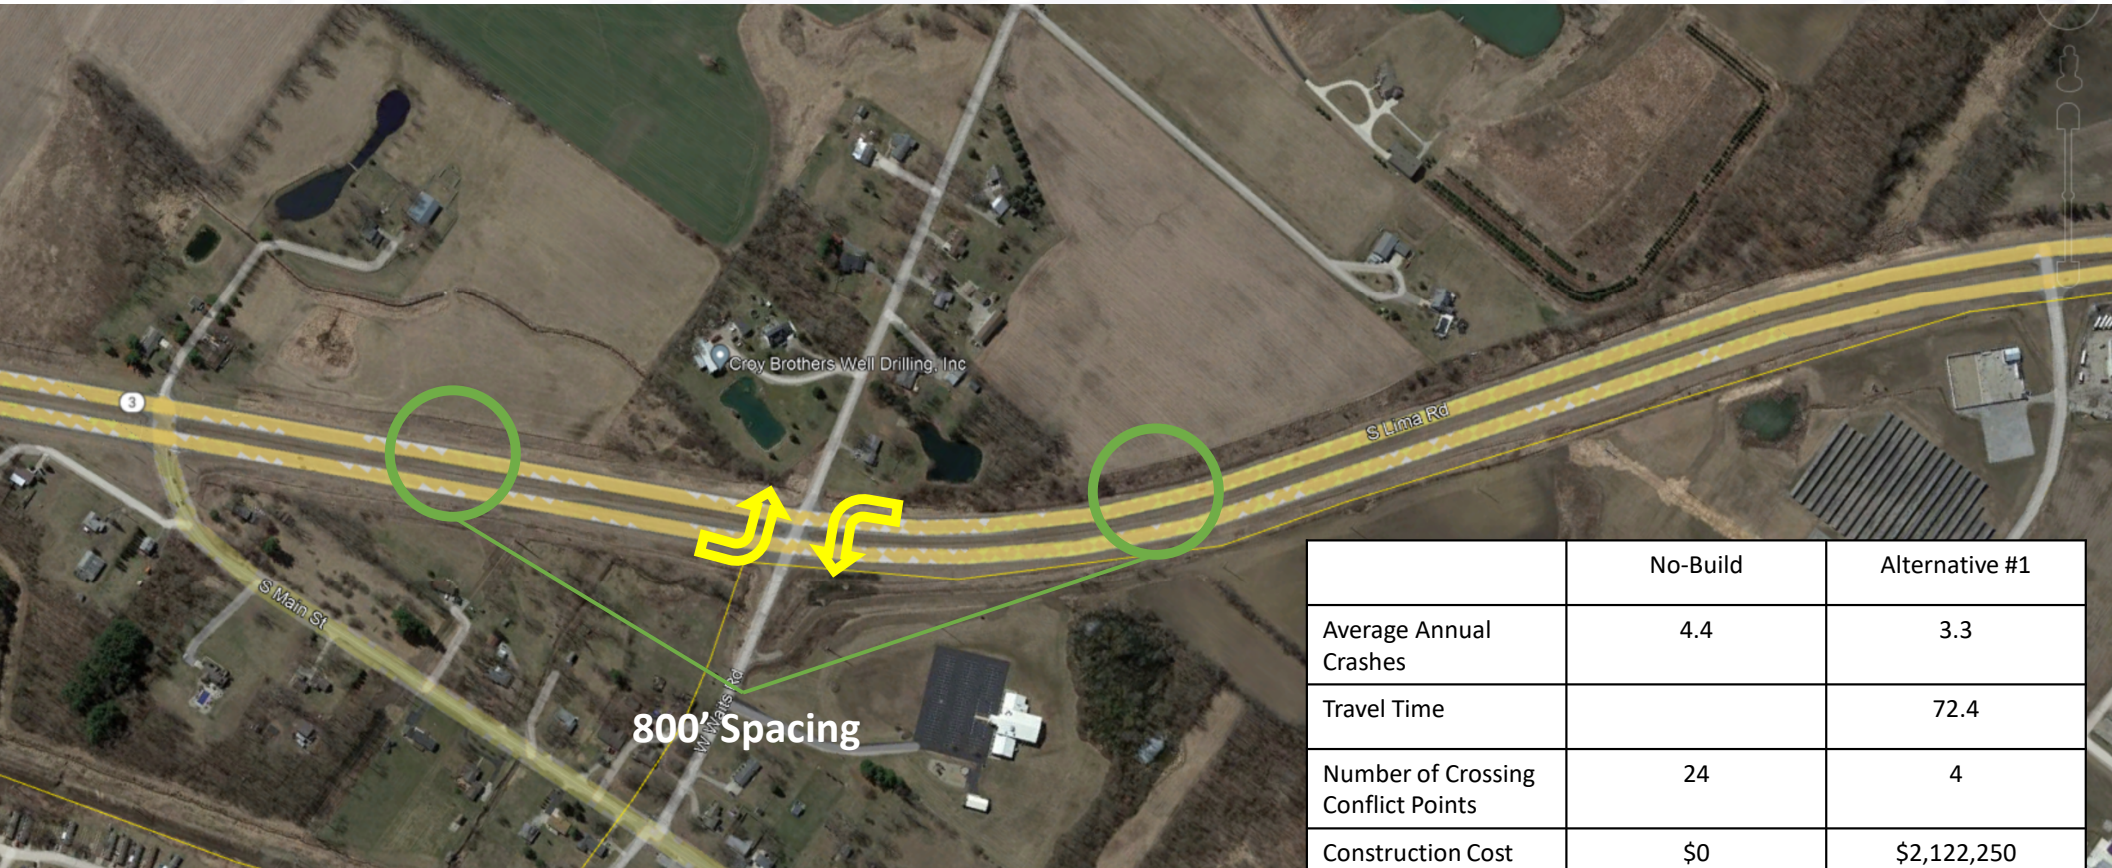 Croy Brothers Well Drilling, Inc
3
S Lima Rd
S Main St
W Watts Rd
800' Spacing
No-Build Alternative #1
Average Annual 4.4 3.3
Crashes
Travel Time 72.4
Number of Crossing 24 4
Conflict Points
Construction Cost $0 $2,122,250